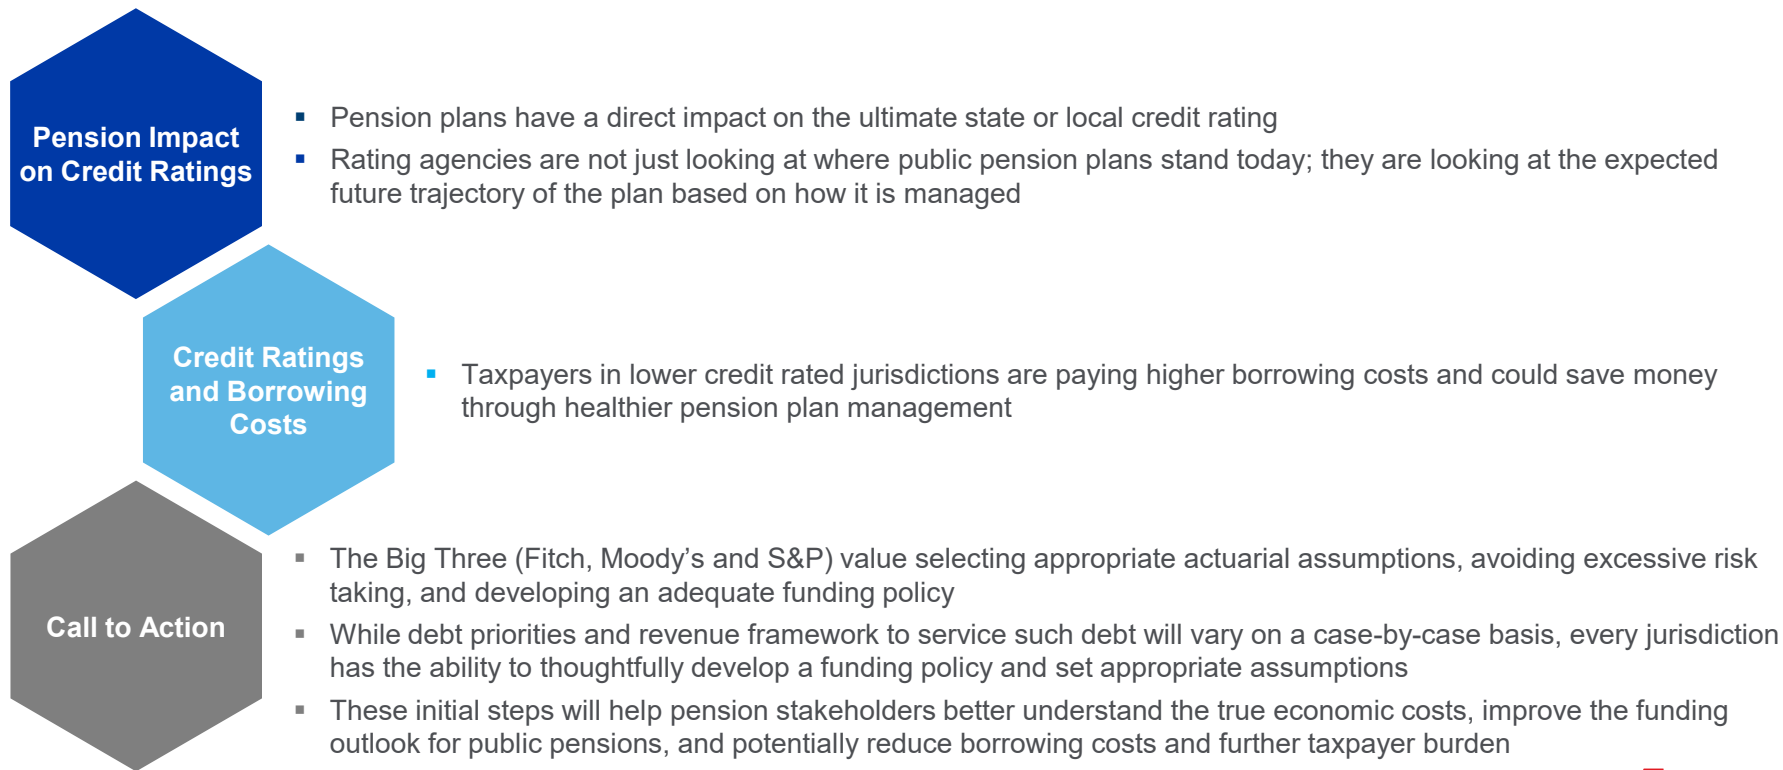 Pension Impact
on Credit Ratings
▪ Pension plans have a direct impact on the ultimate state or local credit rating
▪ Rating agencies are not just looking at where public pension plans stand today; they are looking at the expected
future trajectory of the plan based on how it is managed
Credit Ratings
and Borrowing
Costs
▪ Taxpayers in lower credit rated jurisdictions are paying higher borrowing costs and could save money
through healthier pension plan management
Call to Action
▪ The Big Three (Fitch, Moody’s and S&P) value selecting appropriate actuarial assumptions, avoiding excessive risk
taking, and developing an adequate funding policy
▪ While debt priorities and revenue framework to service such debt will vary on a case-by-case basis, every jurisdiction
has the ability to thoughtfully develop a funding policy and set appropriate assumptions
▪ These initial steps will help pension stakeholders better understand the true economic costs, improve the funding
outlook for public pensions, and potentially reduce borrowing costs and further taxpayer burden